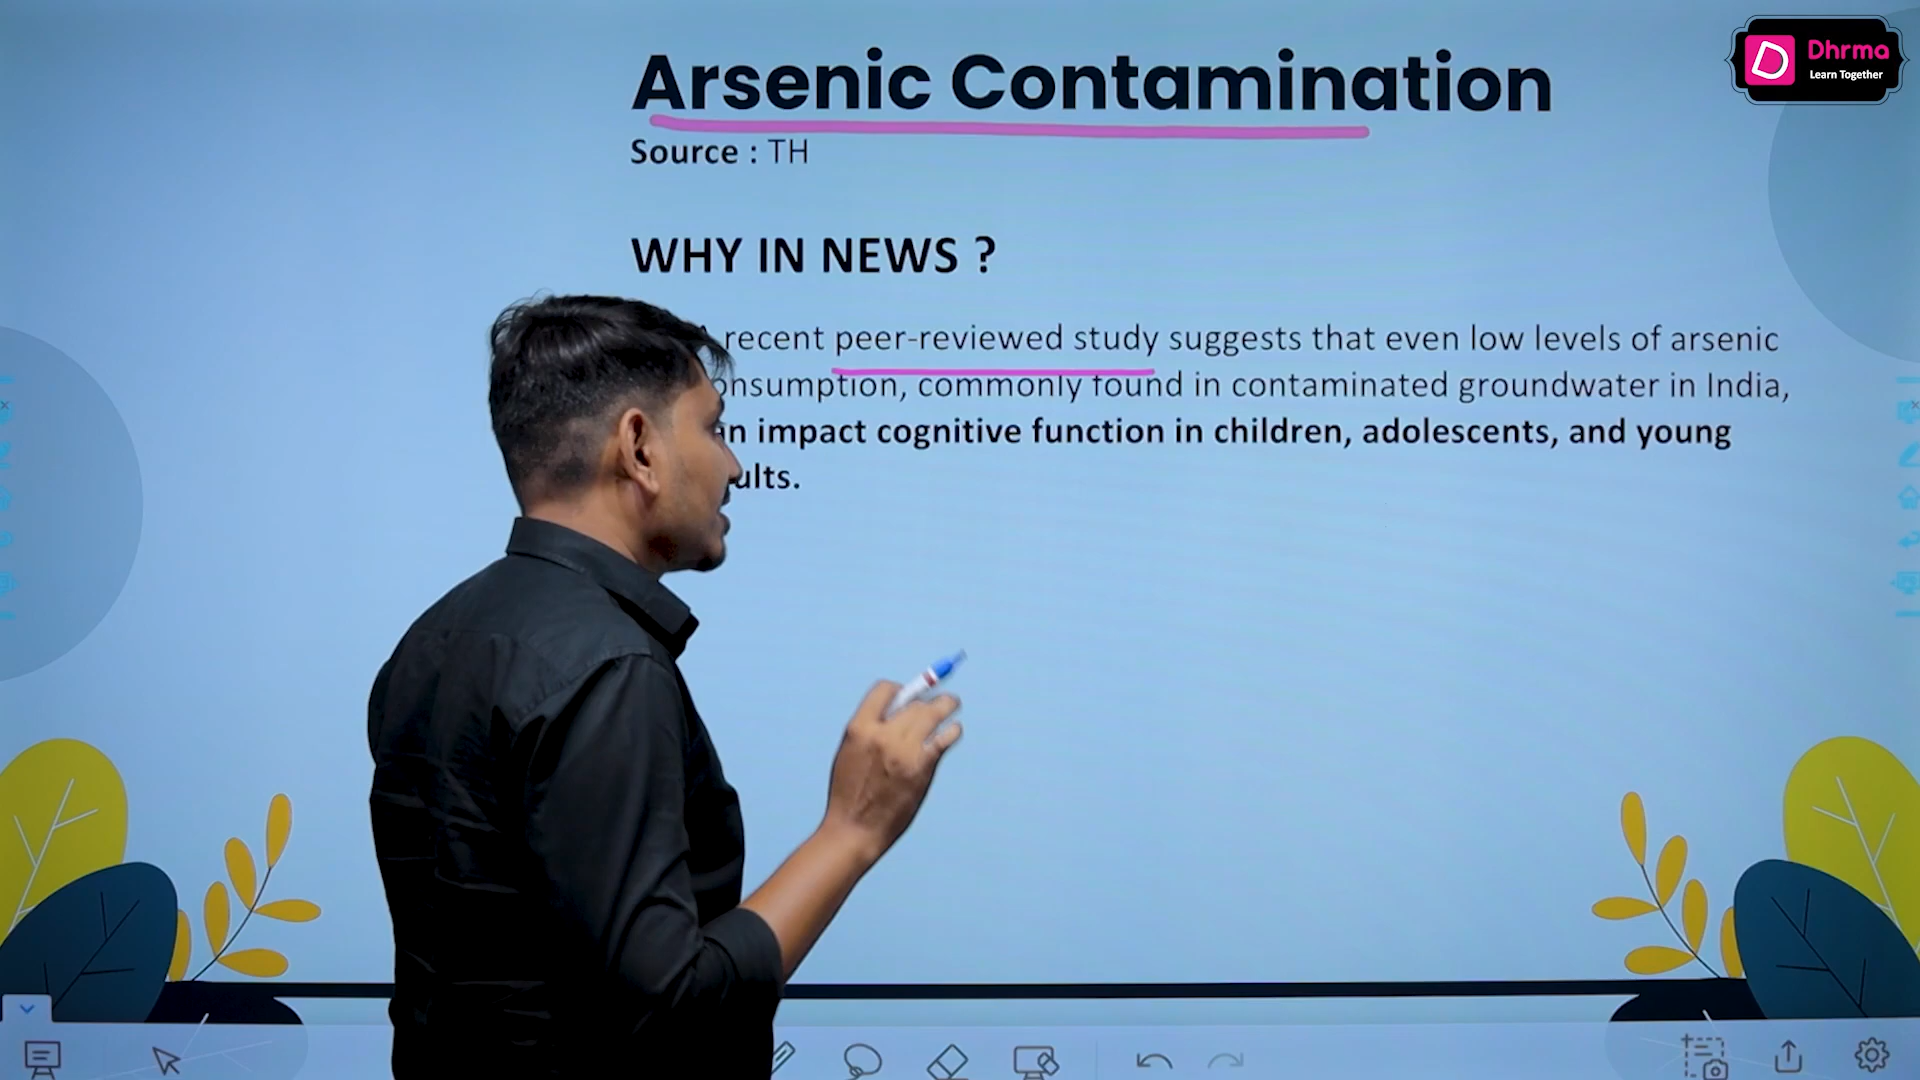 Arsenic Contamination
Dhrma
Learn Together
Source : TH
WHY IN NEWS ?
recent peer-reviewed study suggests that even low levels of arsenic
onsumption, commonly found in contaminated groundwater in India,
an impact cognitive function in children, adolescents, and young
ults.